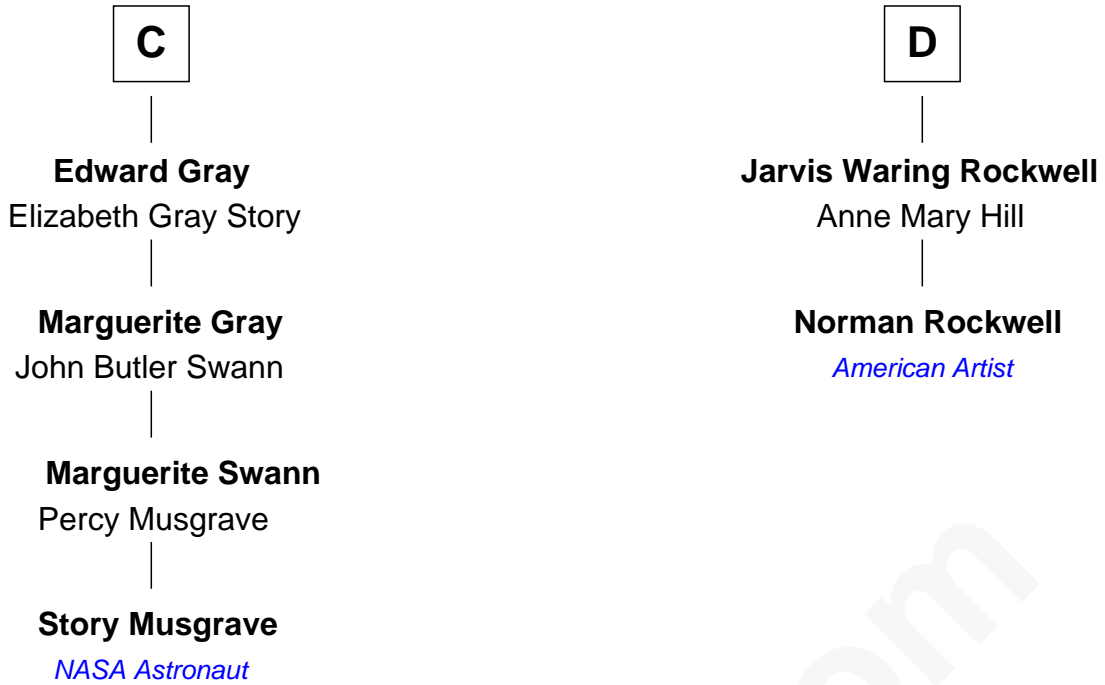 C
Edward Gray
Elizabeth Gray Story
Marguerite Gray
John Butler Swann
Marguerite Swann
Percy Musgrave
Story Musgrave
NASA Astronaut
D
Jarvis Waring Rockwell
Anne Mary Hill
Norman Rockwell
American Artist
om